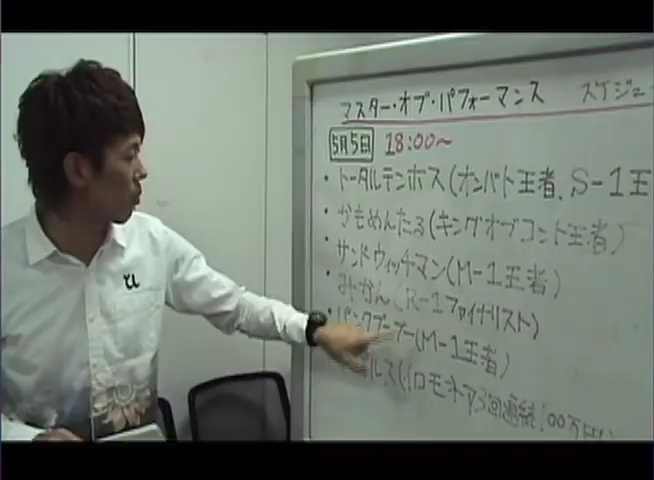 マスター・オブ・パフォーマンス スケジュー
5月5日 18:00〜
・トータルテンボス(オンバト王者、S-1王
・かもめんたる(キングオブコント王者)
・サンドウィッチマン(M-1王者)
・みかん(R-1ファイナリスト)
・パンクブーブー(M-1王者)
ルス(パロモネア3回連続100万円